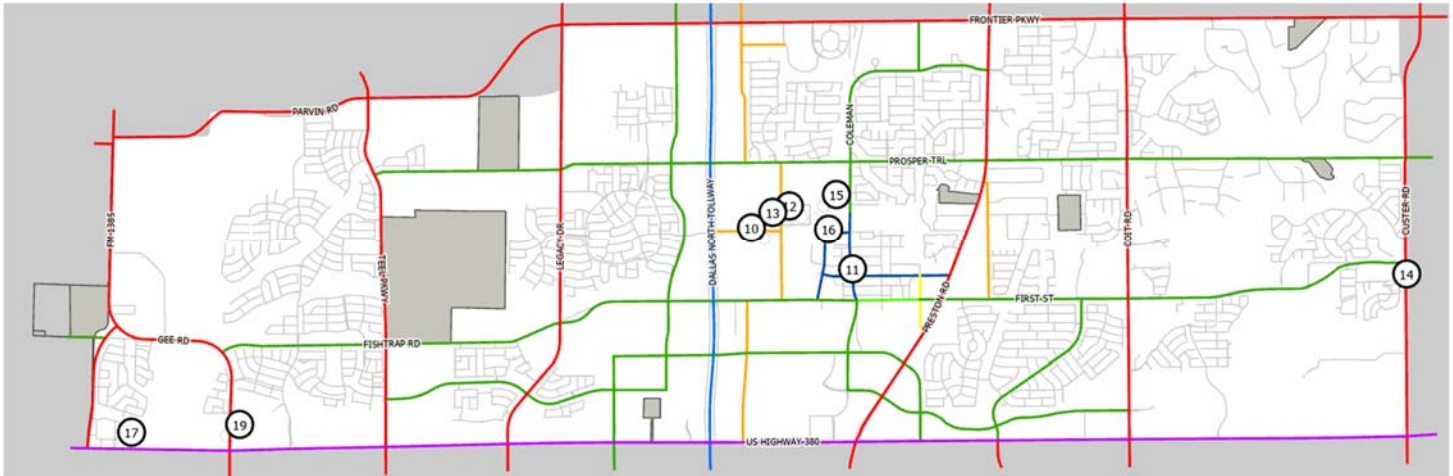 FRONTIER PKWY
PARVIN RD
COLEMAN
PROSPER TRL
FM-1385
TEEL PKWY
LEGACY DR
DALLAS NORTH TOLLWAY
COIT RD
CUSTER RD
15
12
13
10
16
11
14
PRESTON RD
FIRST ST
GEE RD
FISHTRAP RD
17
19
US HIGHWAY 380